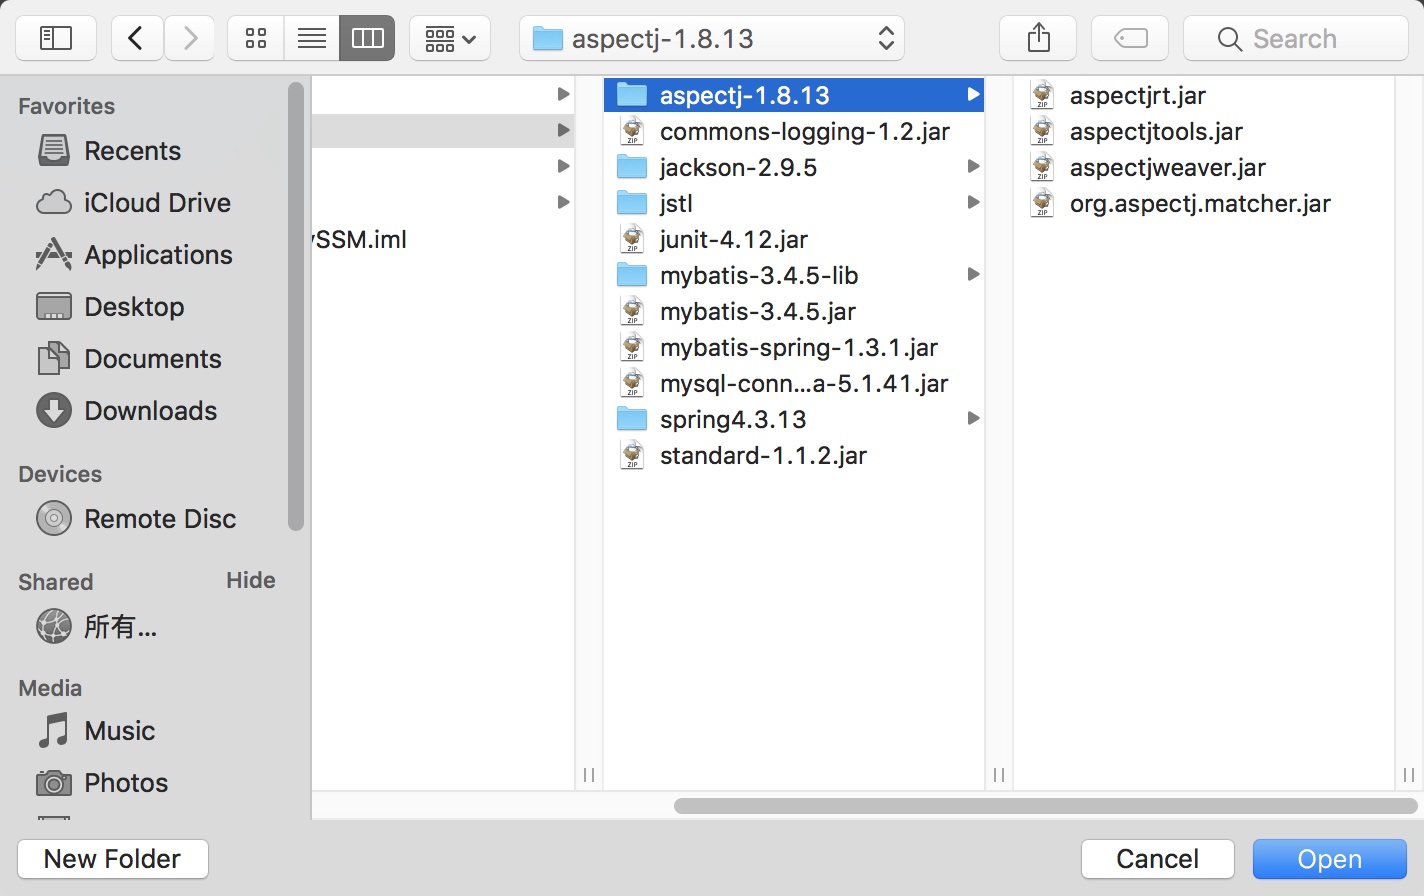 aspectj-1.8.13
Search
Favorites
Recents
iCloud Drive
Applications
Desktop
Documents
Downloads
Devices
Remote Disc
Shared
Hide
所有...
Media
Music
Photos
SSM.iml
aspectj-1.8.13
commons-logging-1.2.jar
jackson-2.9.5
jstl
junit-4.12.jar
mybatis-3.4.5-lib
mybatis-3.4.5.jar
mybatis-spring-1.3.1.jar
mysql-conn...a-5.1.41.jar
spring4.3.13
standard-1.1.2.jar
aspectjrt.jar
aspectjtools.jar
aspectjweaver.jar
org.aspectj.matcher.jar
New Folder
Cancel
Open